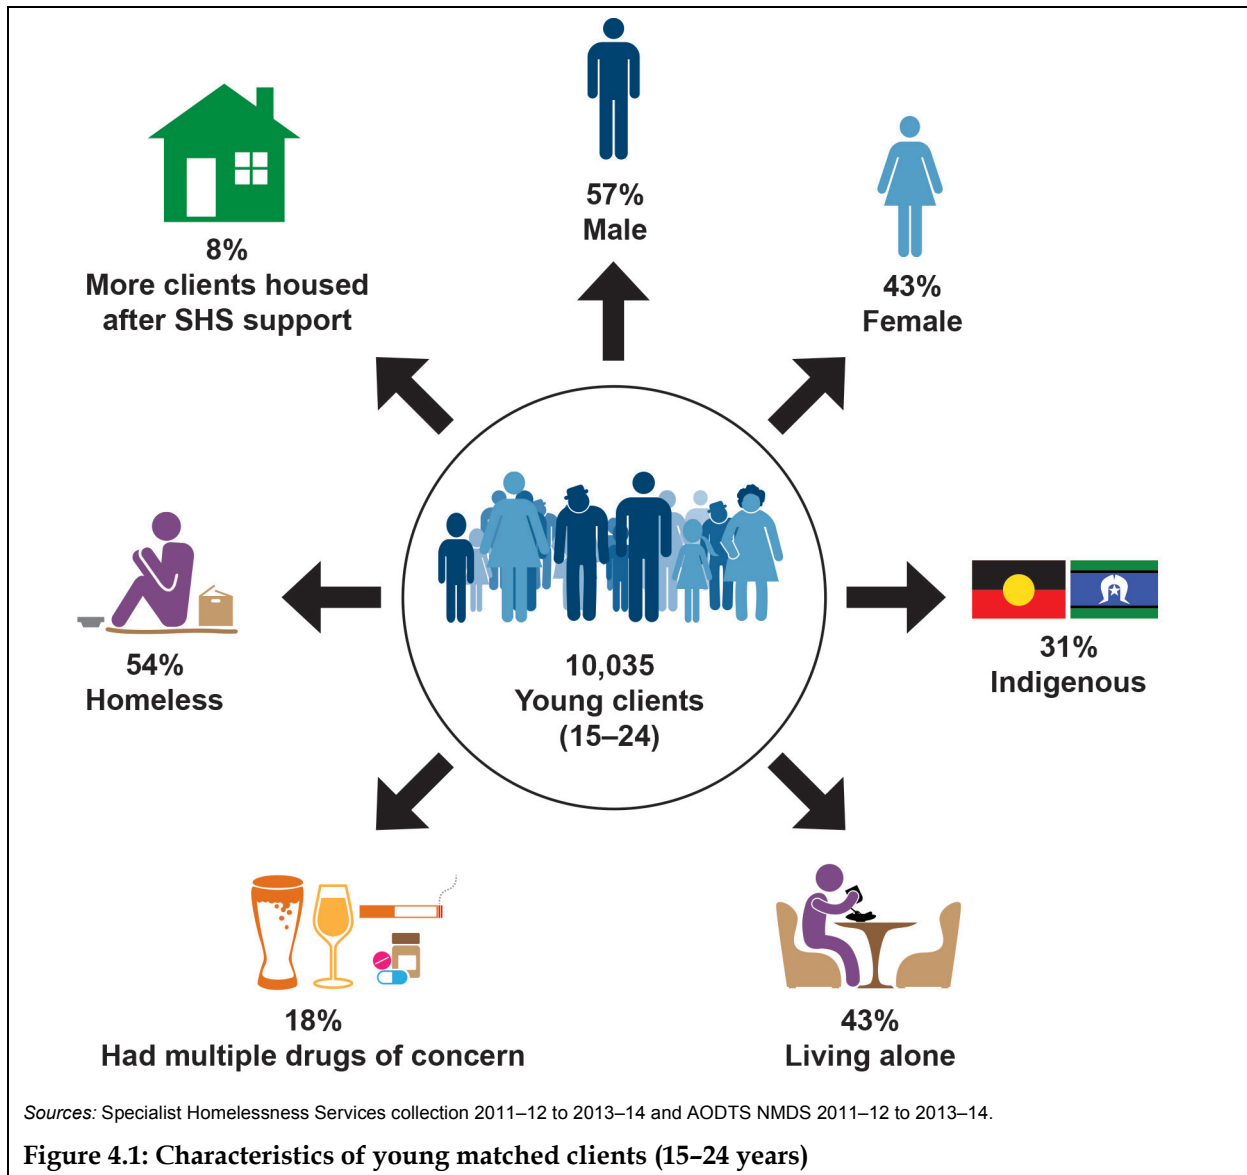 57%
Male
43%
Female
8%
More clients housed
after SHS support
31%
Indigenous
54%
Homeless
10,035
Young clients
(15–24)
43%
Living alone
18%
Had multiple drugs of concern
Sources: Specialist Homelessness Services collection 2011–12 to 2013–14 and AODTS NMDS 2011–12 to 2013–14.
Figure 4.1: Characteristics of young matched clients (15–24 years)